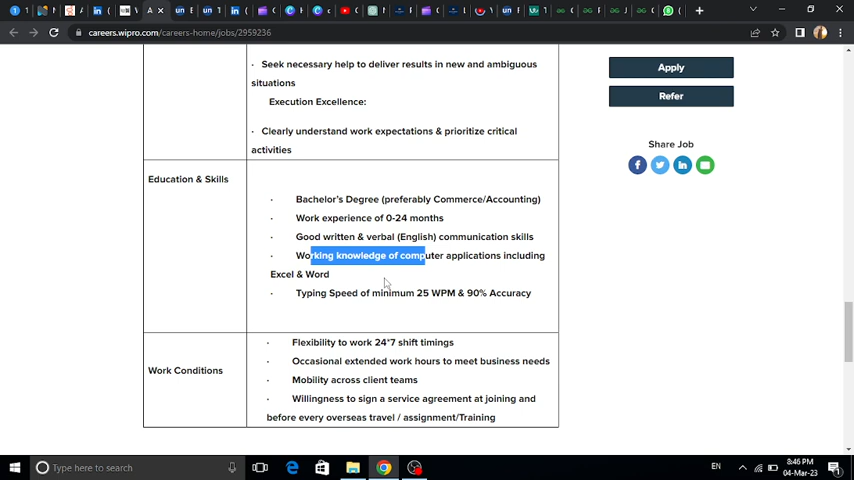 careers.wipro.com/careers-home/jobs/2959236
· Seek necessary help to deliver results in new and ambiguous
situations
Execution Excellence:
· Clearly understand work expectations & prioritize critical
activities
Education & Skills
· Bachelor's Degree (preferably Commerce/Accounting)
· Work experience of 0-24 months
· Good written & verbal (English) communication skills
· Working knowledge of computer applications including
Excel & Word
· Typing Speed of minimum 25 WPM & 90% Accuracy
Work Conditions
· Flexibility to work 24*7 shift timings
· Occasional extended work hours to meet business needs
· Mobility across client teams
· Willingness to sign a service agreement at joining and
before every overseas travel / assignment/Training
Apply
Refer
Share Job
Type here to search
EN
8:46 PM
04-Mar-23